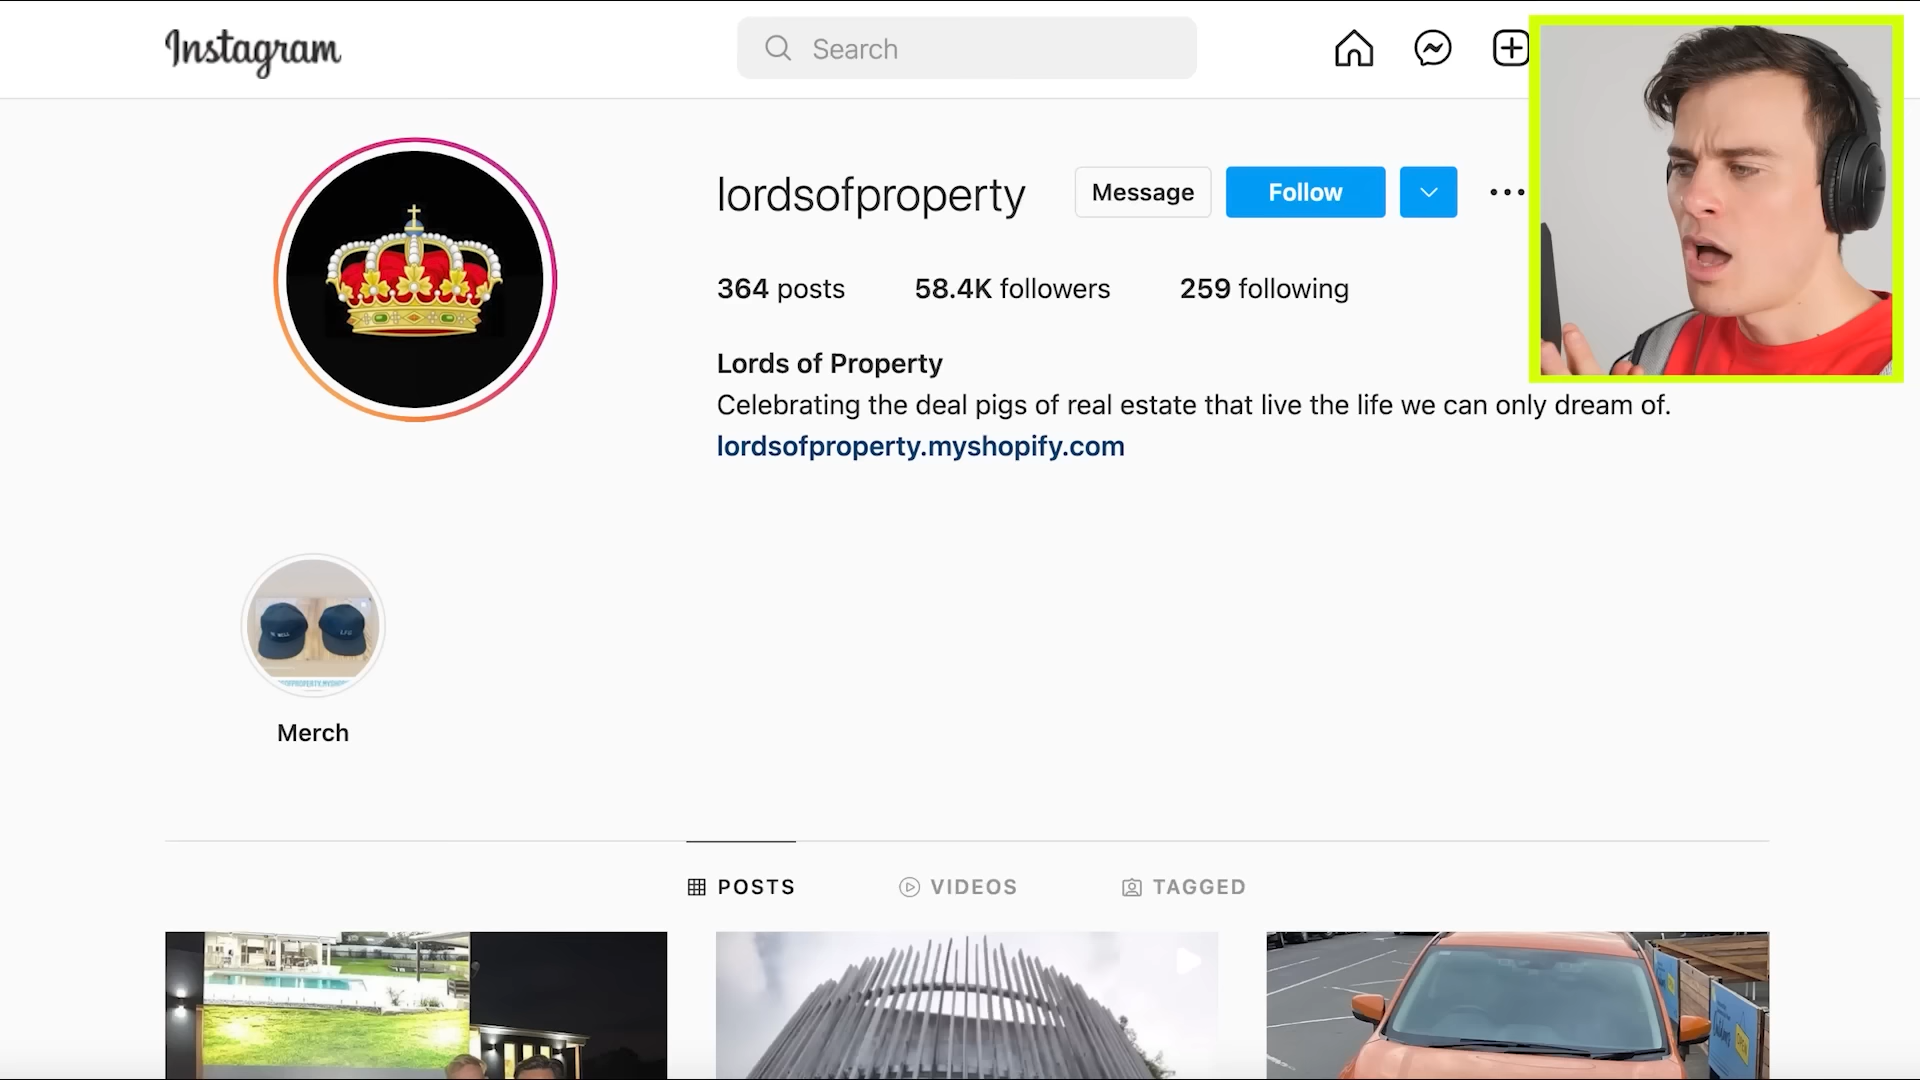 Instagram
Search
lordsofproperty
Message
Follow
364 posts
58.4K followers
259 following
Lords of Property
Celebrating the deal pigs of real estate that live the life we can only dream of.
lordsofproperty.myshopify.com
Merch
POSTS
VIDEOS
TAGGED